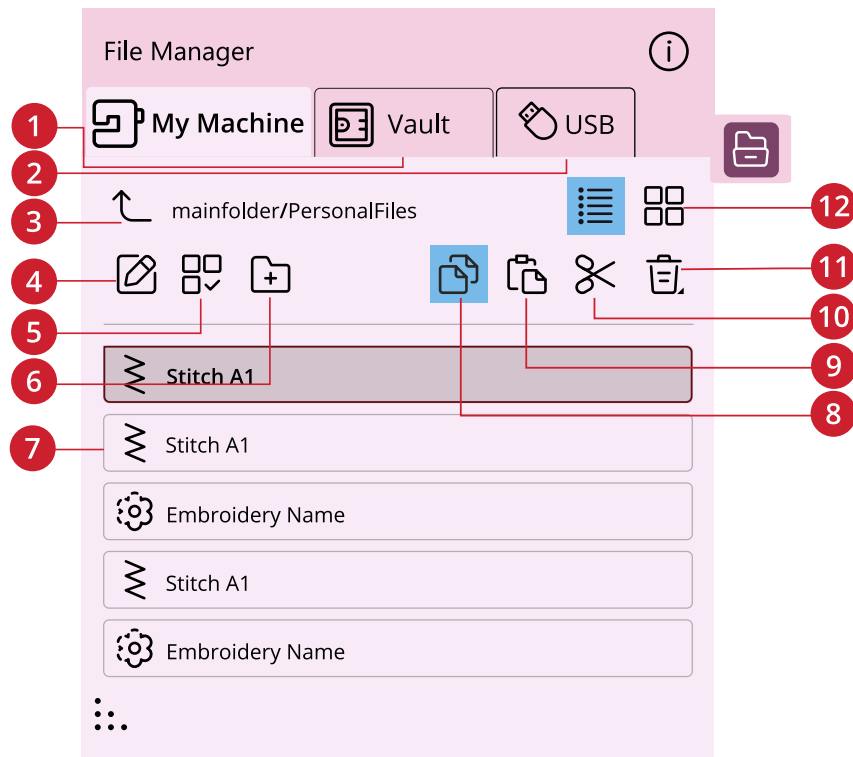 File Manager
My Machine
Vault
USB
1
2
3
mainfolder/PersonalFiles
12
4
11
5
10
6
Stitch A1
9
8
7
Stitch A1
Embroidery Name
Stitch A1
Embroidery Name